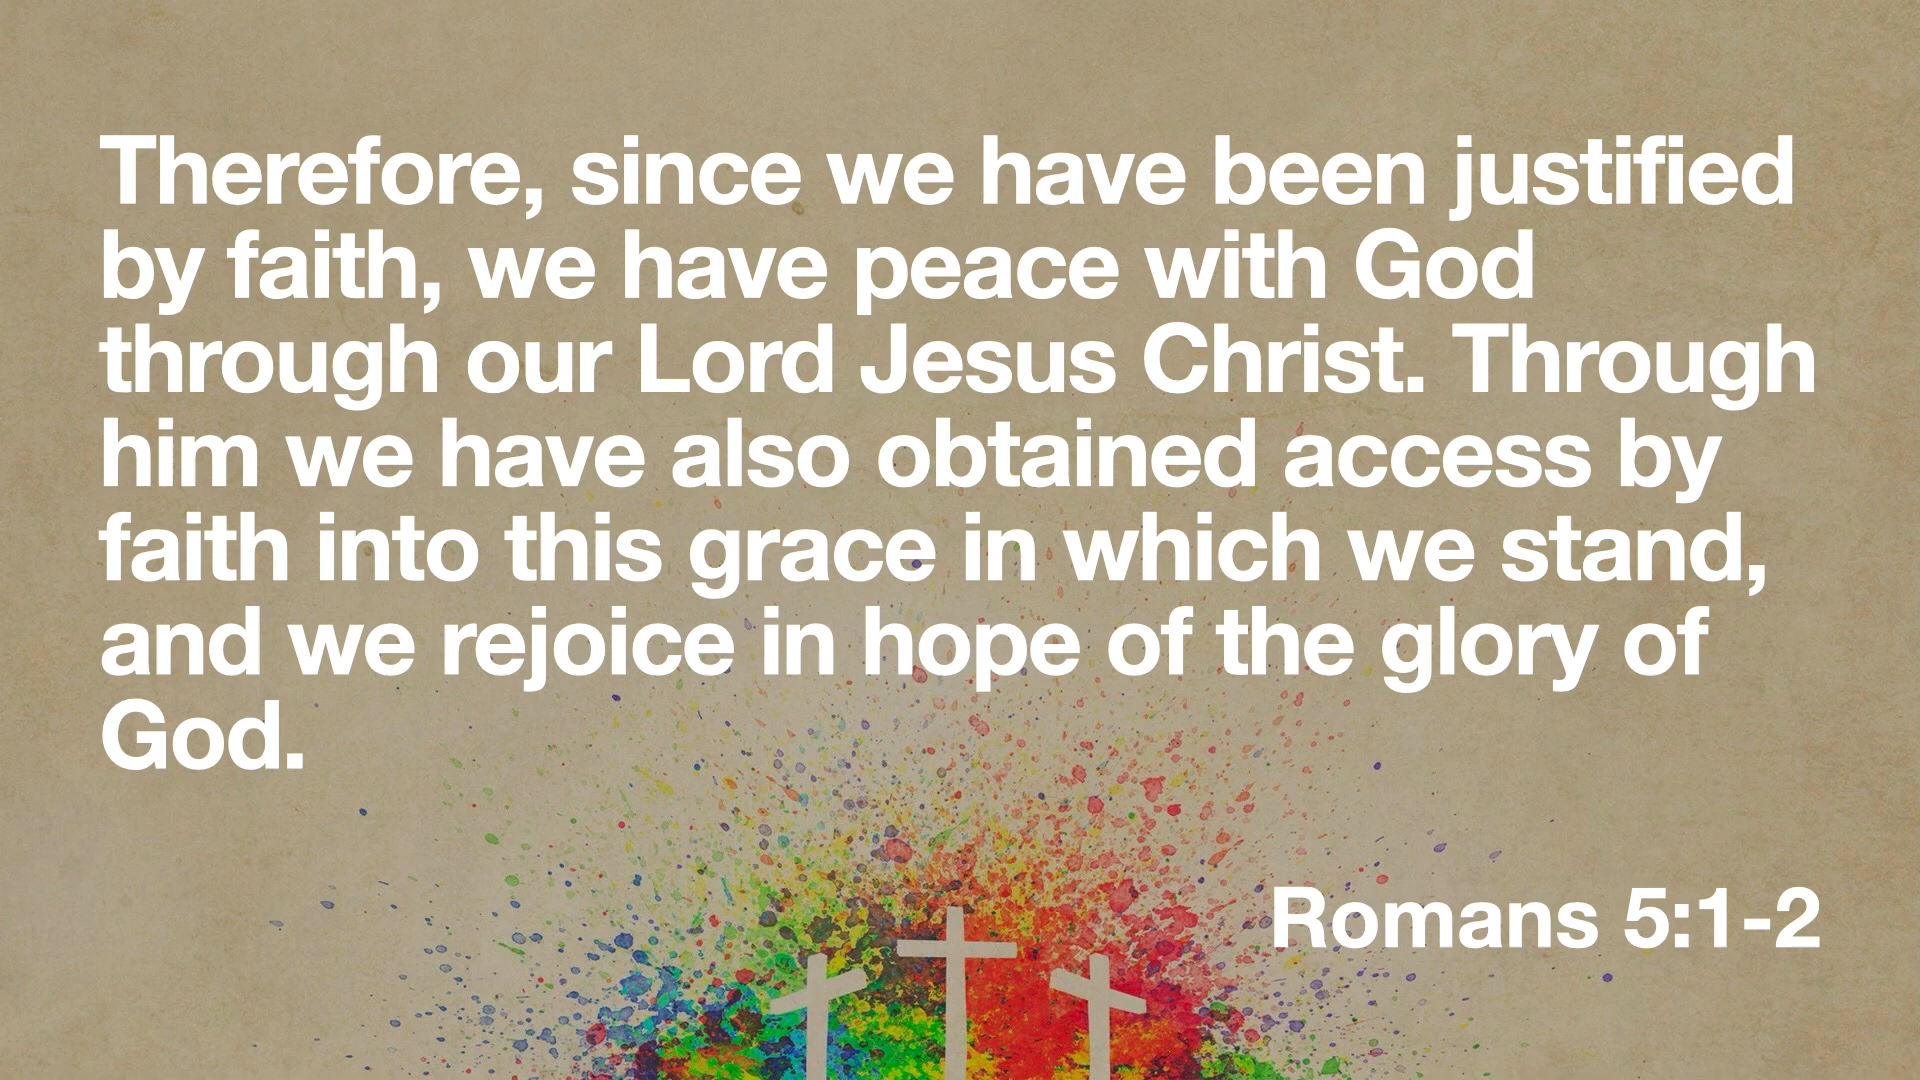 Therefore, since we have been justified
by faith, we have peace with God
through our Lord Jesus Christ. Through
him we have also obtained access by
faith into this grace in which we stand,
and we rejoice in hope of the glory of
God.
Romans 5:1-2